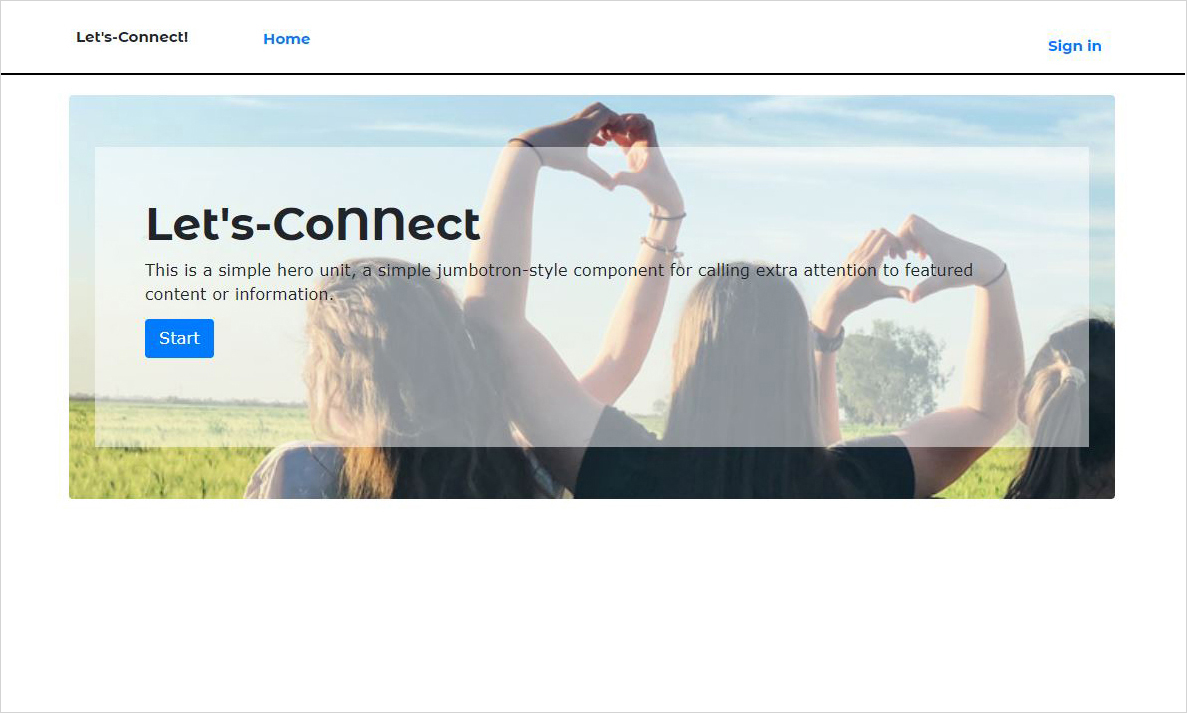 Let's-Connect!
Home
Sign in
Let's-CoՈՈect
This is a simple hero unit, a simple jumbotron-style component for calling extra attention to featured
content or information.
Start